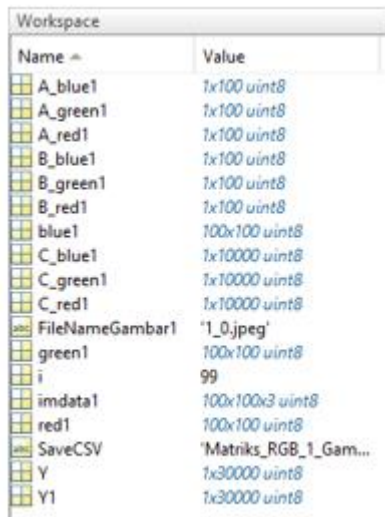 Workspace
Name Value
A_blue1 1x100 uint8
A_green1 1x100 uint8
A_red1 1x100 uint8
B_blue1 1x100 uint8
B_green1 1x100 uint8
B_red1 1x100 uint8
blue1 100x100 uint8
C_blue1 1x10000 uint8
C_green1 1x10000 uint8
C_red1 1x10000 uint8
abc FileNameGambar1 '1_0.jpeg'
green1 100x100 uint8
i 99
imdata1 100x100x3 uint8
red1 100x100 uint8
abc SaveCSV 'Matriks_RGB_1_Gam...
Y 1x30000 uint8
Y1 1x30000 uint8